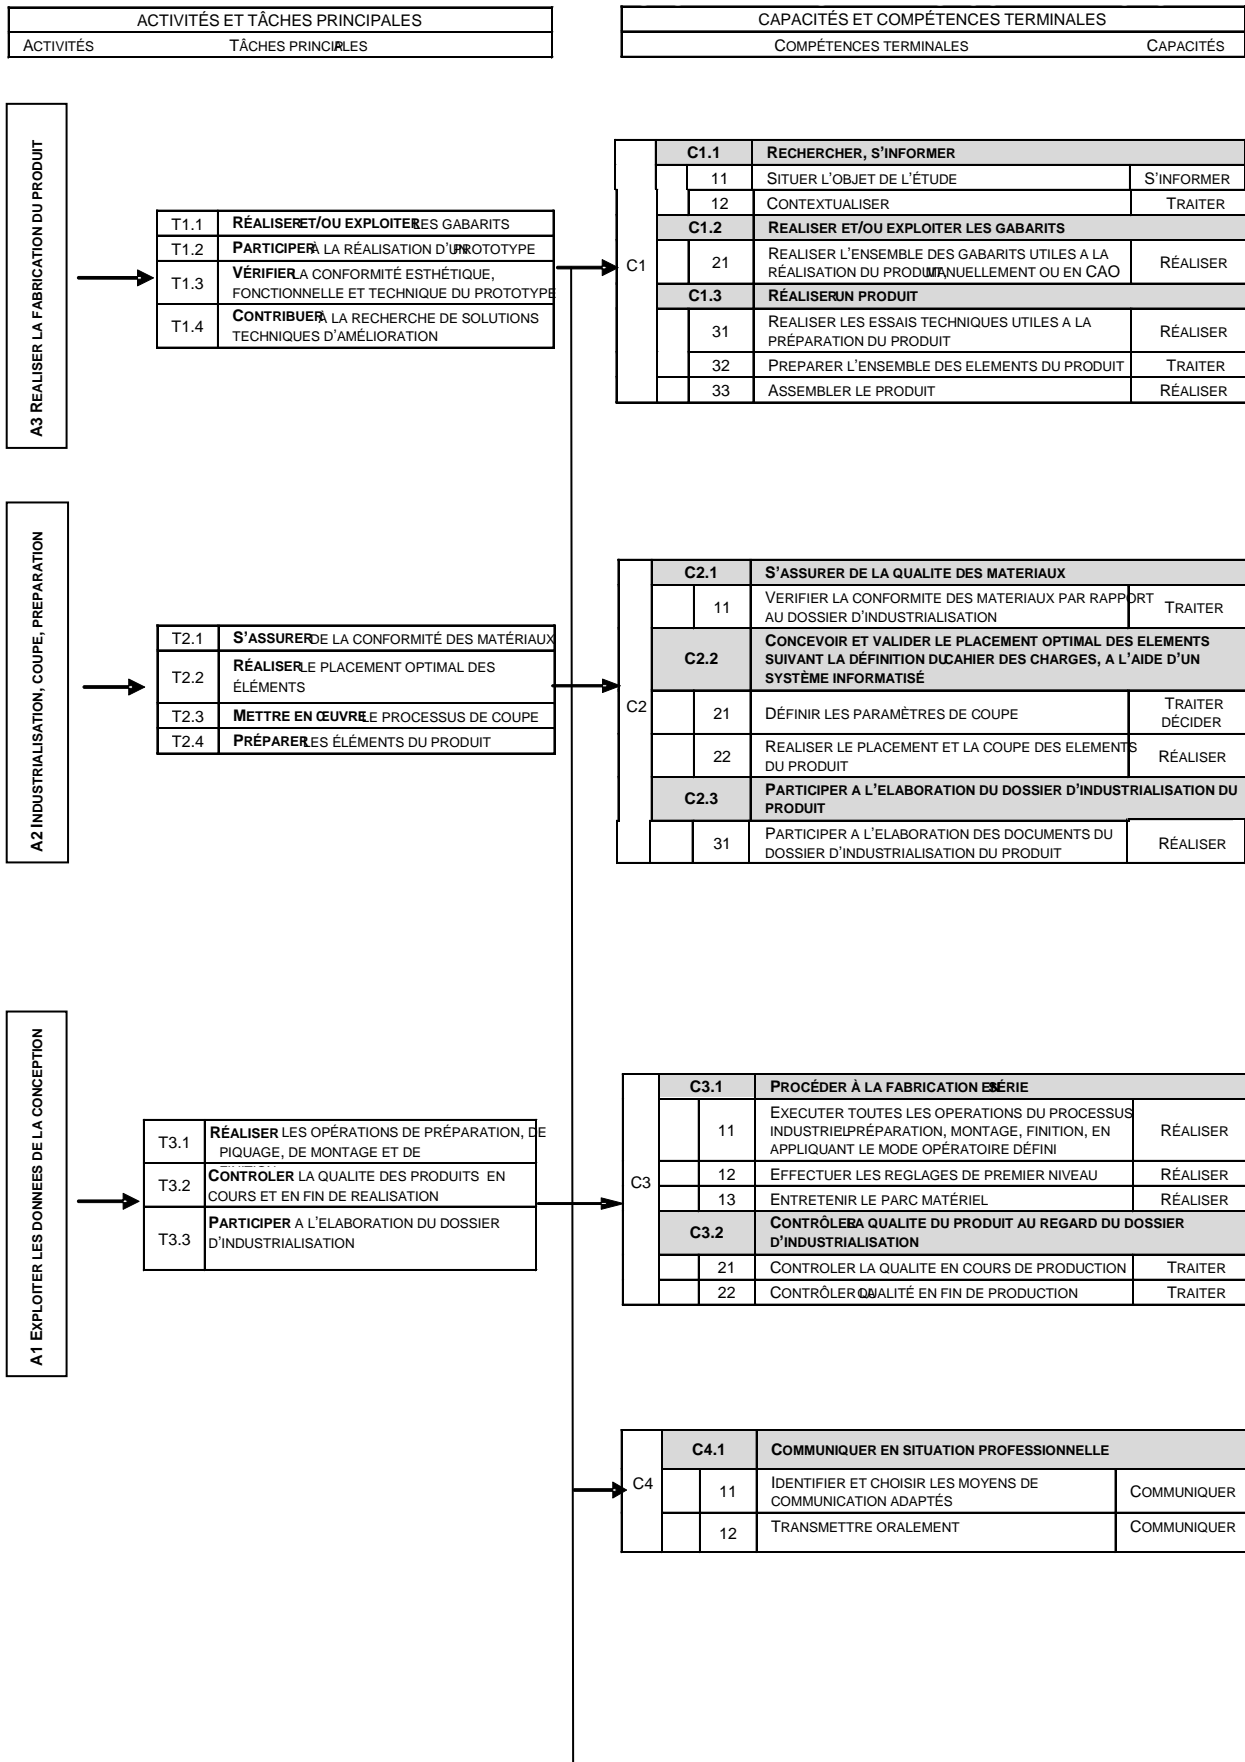 ACTIVITÉS ET TÂCHES PRINCIPALES
ACTIVITÉS TÂCHES PRINCIPALES
CAPACITÉS ET COMPÉTENCES TERMINALES
COMPÉTENCES TERMINALES CAPACITÉS
A3 REALISER LA FABRICATION DU PRODUIT
T1.1 RÉALISER ET/OU EXPLOITER LES GABARITS
T1.2 PARTICIPER À LA RÉALISATION D'UN PROTOTYPE
T1.3 VÉRIFIER LA CONFORMITÉ ESTHÉTIQUE,
FONCTIONNELLE ET TECHNIQUE DU PROTOTYPE
T1.4 CONTRIBUER À LA RECHERCHE DE SOLUTIONS
TECHNIQUES D'AMÉLIORATION
C1
C1.1 RECHERCHER, S'INFORMER
11 SITUER L'OBJET DE L'ÉTUDE S'INFORMER
12 CONTEXTUALISER TRAITER
C1.2 REALISER ET/OU EXPLOITER LES GABARITS
21 REALISER L'ENSEMBLE DES GABARITS UTILES A LA
RÉALISATION DU PRODUIT, MANUELLEMENT OU EN CAO RÉALISER
C1.3 RÉALISER UN PRODUIT
31 REALISER LES ESSAIS TECHNIQUES UTILES A LA
PRÉPARATION DU PRODUIT RÉALISER
32 PREPARER L'ENSEMBLE DES ELEMENTS DU PRODUIT TRAITER
33 ASSEMBLER LE PRODUIT RÉALISER
A2 INDUSTRIALISATION, COUPE, PREPARATION
T2.1 S'ASSURER DE LA CONFORMITÉ DES MATÉRIAUX
T2.2 RÉALISER LE PLACEMENT OPTIMAL DES
ÉLÉMENTS
T2.3 METTRE EN ŒUVRE LE PROCESSUS DE COUPE
T2.4 PRÉPARER LES ÉLÉMENTS DU PRODUIT
C2
C2.1 S'ASSURER DE LA QUALITE DES MATERIAUX
11 VERIFIER LA CONFORMITE DES MATERIAUX PAR RAPPORT
AU DOSSIER D'INDUSTRIALISATION TRAITER
C2.2 CONCEVOIR ET VALIDER LE PLACEMENT OPTIMAL DES ELEMENTS
SUIVANT LA DÉFINITION DU CAHIER DES CHARGES, A L'AIDE D'UN
SYSTÈME INFORMATISÉ
21 DÉFINIR LES PARAMÈTRES DE COUPE TRAITER
DÉCIDER
22 REALISER LE PLACEMENT ET LA COUPE DES ELEMENTS
DU PRODUIT RÉALISER
C2.3 PARTICIPER A L'ELABORATION DU DOSSIER D'INDUSTRIALISATION DU
PRODUIT
31 PARTICIPER A L'ELABORATION DES DOCUMENTS DU
DOSSIER D'INDUSTRIALISATION DU PRODUIT RÉALISER
A1 EXPLOITER LES DONNEES DE LA CONCEPTION
T3.1 RÉALISER LES OPÉRATIONS DE PRÉPARATION, DE
PIQUAGE, DE MONTAGE ET DE
T3.2 CONTROLER LA QUALITE DES PRODUITS EN
COURS ET EN FIN DE REALISATION
T3.3 PARTICIPER A L'ELABORATION DU DOSSIER
D'INDUSTRIALISATION
C3
C3.1 PROCÉDER À LA FABRICATION EN SÉRIE
11 EXECUTER TOUTES LES OPERATIONS DU PROCESSUS
INDUSTRIEL PRÉPARATION, MONTAGE, FINITION, EN
APPLIQUANT LE MODE OPÉRATOIRE DÉFINI RÉALISER
12 EFFECTUER LES REGLAGES DE PREMIER NIVEAU RÉALISER
13 ENTRETENIR LE PARC MATÉRIEL RÉALISER
C3.2 CONTRÔLER LA QUALITE DU PRODUIT AU REGARD DU DOSSIER
D'INDUSTRIALISATION
21 CONTROLER LA QUALITE EN COURS DE PRODUCTION TRAITER
22 CONTRÔLER QUALITÉ EN FIN DE PRODUCTION TRAITER
C4
C4.1 COMMUNIQUER EN SITUATION PROFESSIONNELLE
11 IDENTIFIER ET CHOISIR LES MOYENS DE
COMMUNICATION ADAPTÉS COMMUNIQUER
12 TRANSMETTRE ORALEMENT COMMUNIQUER